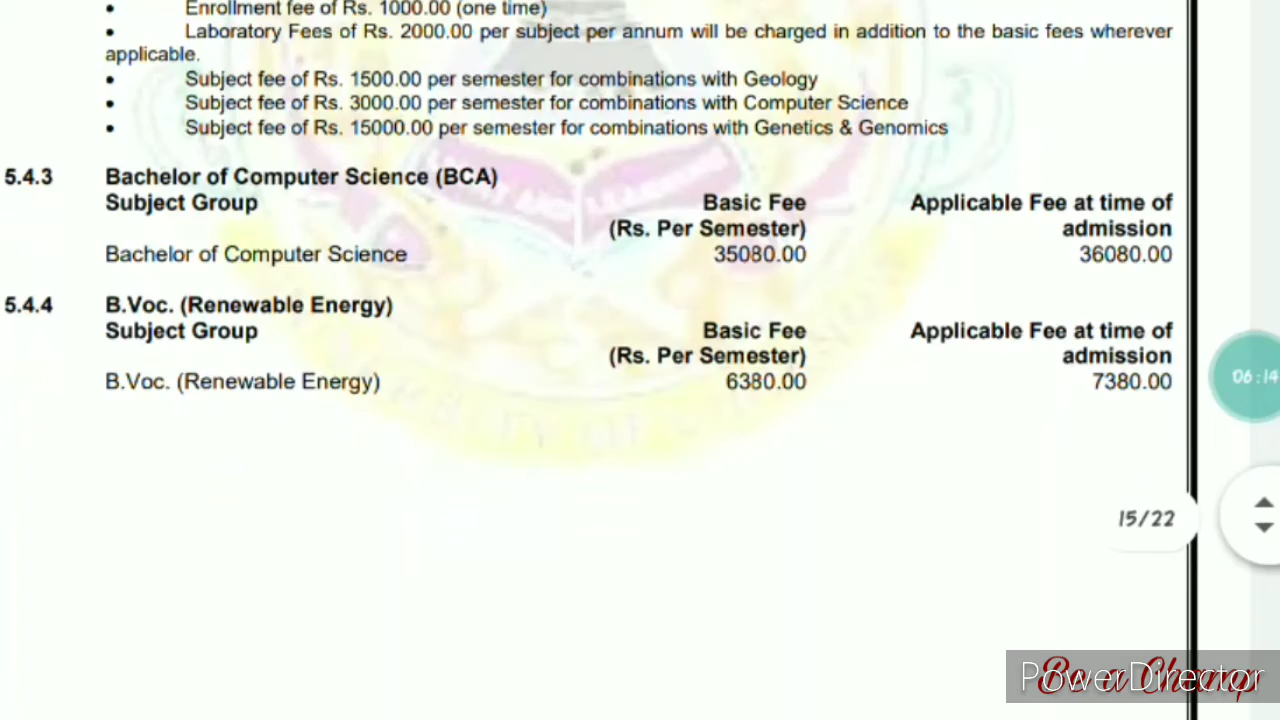 • Enrollment fee of Rs. 1000.00 (one time)
• Laboratory Fees of Rs. 2000.00 per subject per annum will be charged in addition to the basic fees wherever
applicable.
• Subject fee of Rs. 1500.00 per semester for combinations with Geology
• Subject fee of Rs. 3000.00 per semester for combinations with Computer Science
• Subject fee of Rs. 15000.00 per semester for combinations with Genetics & Genomics
5.4.3 Bachelor of Computer Science (BCA)
Subject Group Basic Fee Applicable Fee at time of
(Rs. Per Semester) admission
Bachelor of Computer Science 35080.00 36080.00
5.4.4 B.Voc. (Renewable Energy)
Subject Group Basic Fee Applicable Fee at time of
(Rs. Per Semester) admission
B.Voc. (Renewable Energy) 6380.00 7380.00
06:14
15/22
Be a Champ
PowerDirector